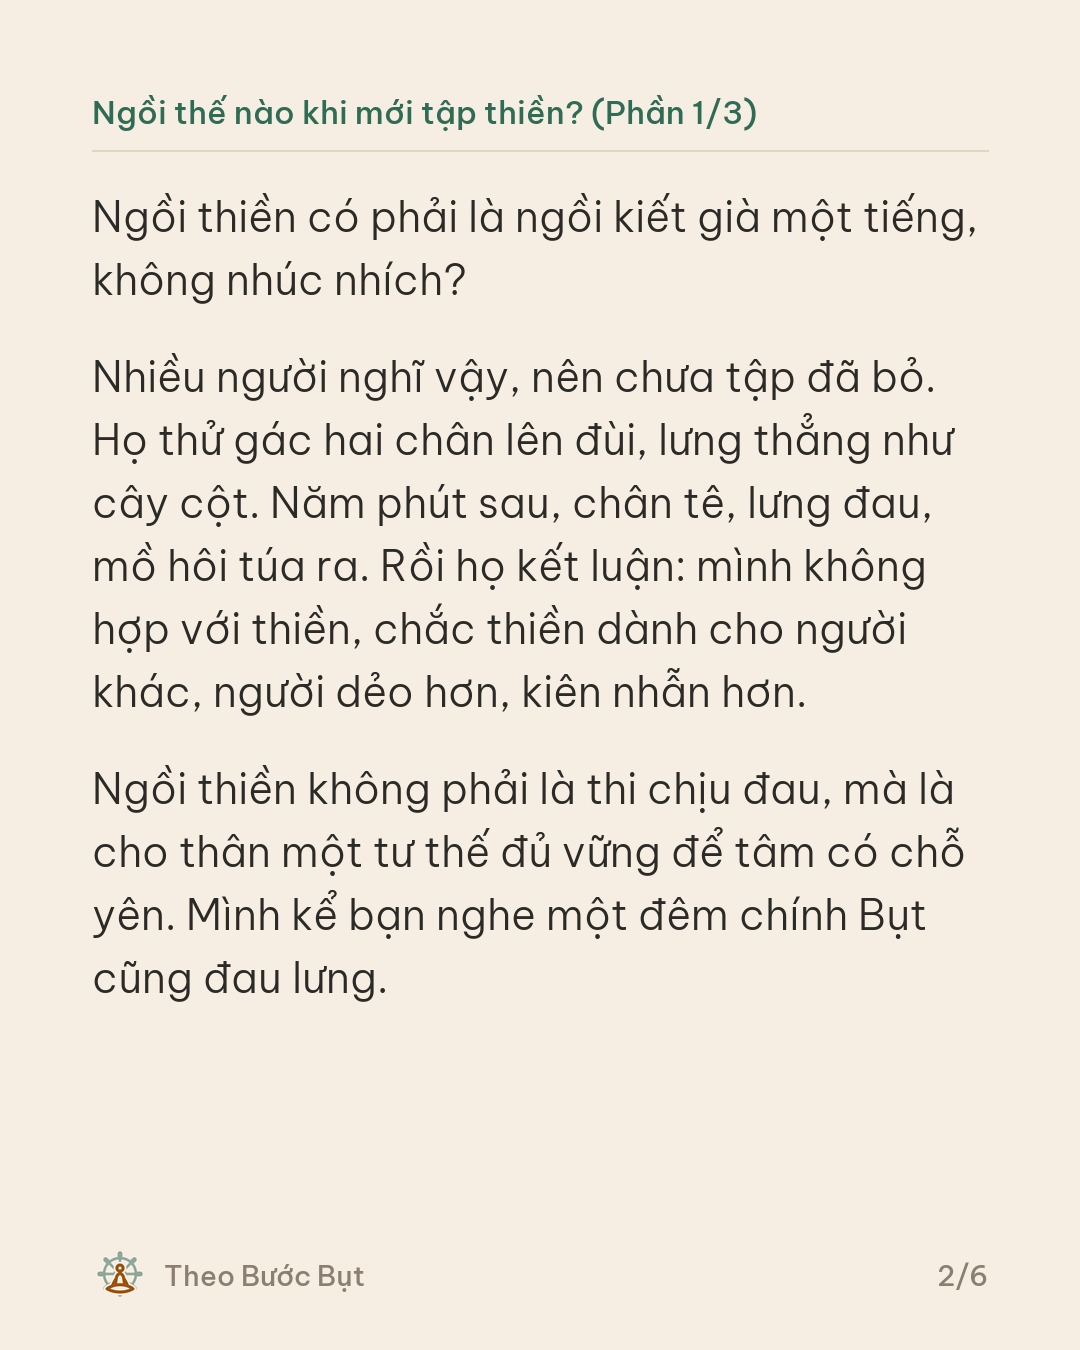 Ngồi thế nào khi mới tập thiền? (Phần 1/3)
Ngồi thiền có phải là ngồi kiết già một tiếng,
không nhúc nhích?
Nhiều người nghĩ vậy, nên chưa tập đã bỏ.
Họ thử gác hai chân lên đùi, lưng thẳng như
cây cột. Năm phút sau, chân tê, lưng đau,
mồ hôi túa ra. Rồi họ kết luận: mình không
hợp với thiền, chắc thiền dành cho người
khác, người dẻo hơn, kiên nhẫn hơn.
Ngồi thiền không phải là thi chịu đau, mà là
cho thân một tư thế đủ vững để tâm có chỗ
yên. Mình kể bạn nghe một đêm chính Bụt
cũng đau lưng.
Theo Bước Bụt
2/6